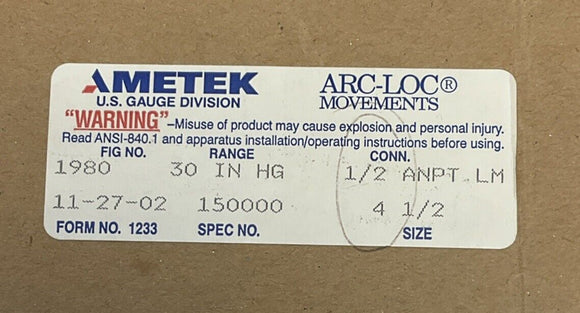 AMETEK ARC-LOC®
U.S. GAUGE DIVISION MOVEMENTS
"WARNING" –Misuse of product may cause explosion and personal injury.
Read ANSI-840.1 and apparatus installation/operating instructions before using.
FIG NO. RANGE CONN.
1980 30 IN HG 1/2 ANPT LM
11-27-02 150000 4 1/2
FORM NO. 1233 SPEC NO. SIZE